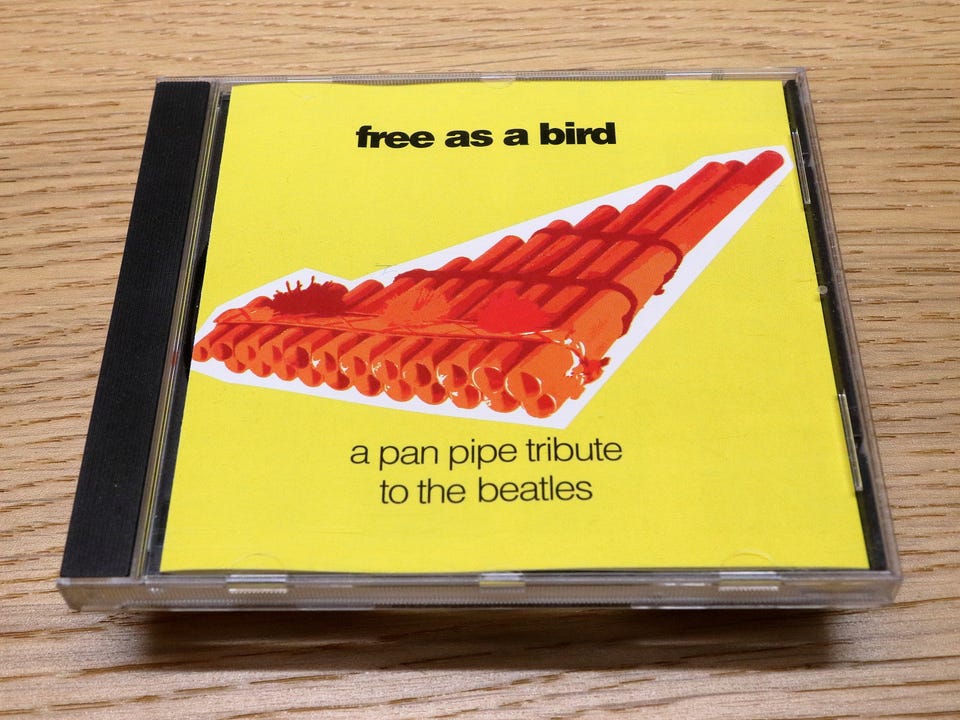 free as a bird
a pan pipe tribute
to the beatles